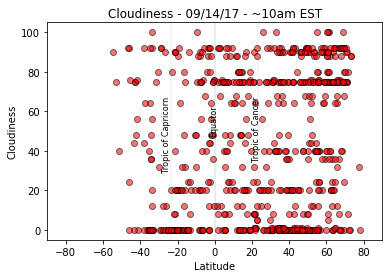 Cloudiness - 09/14/17 - ~10am EST
100
80
60
40
20
0
Cloudiness
Tropic of Capricorn
Equator
Tropic of Cancer
−80
−60
−40
−20
0
20
40
60
80
Latitude